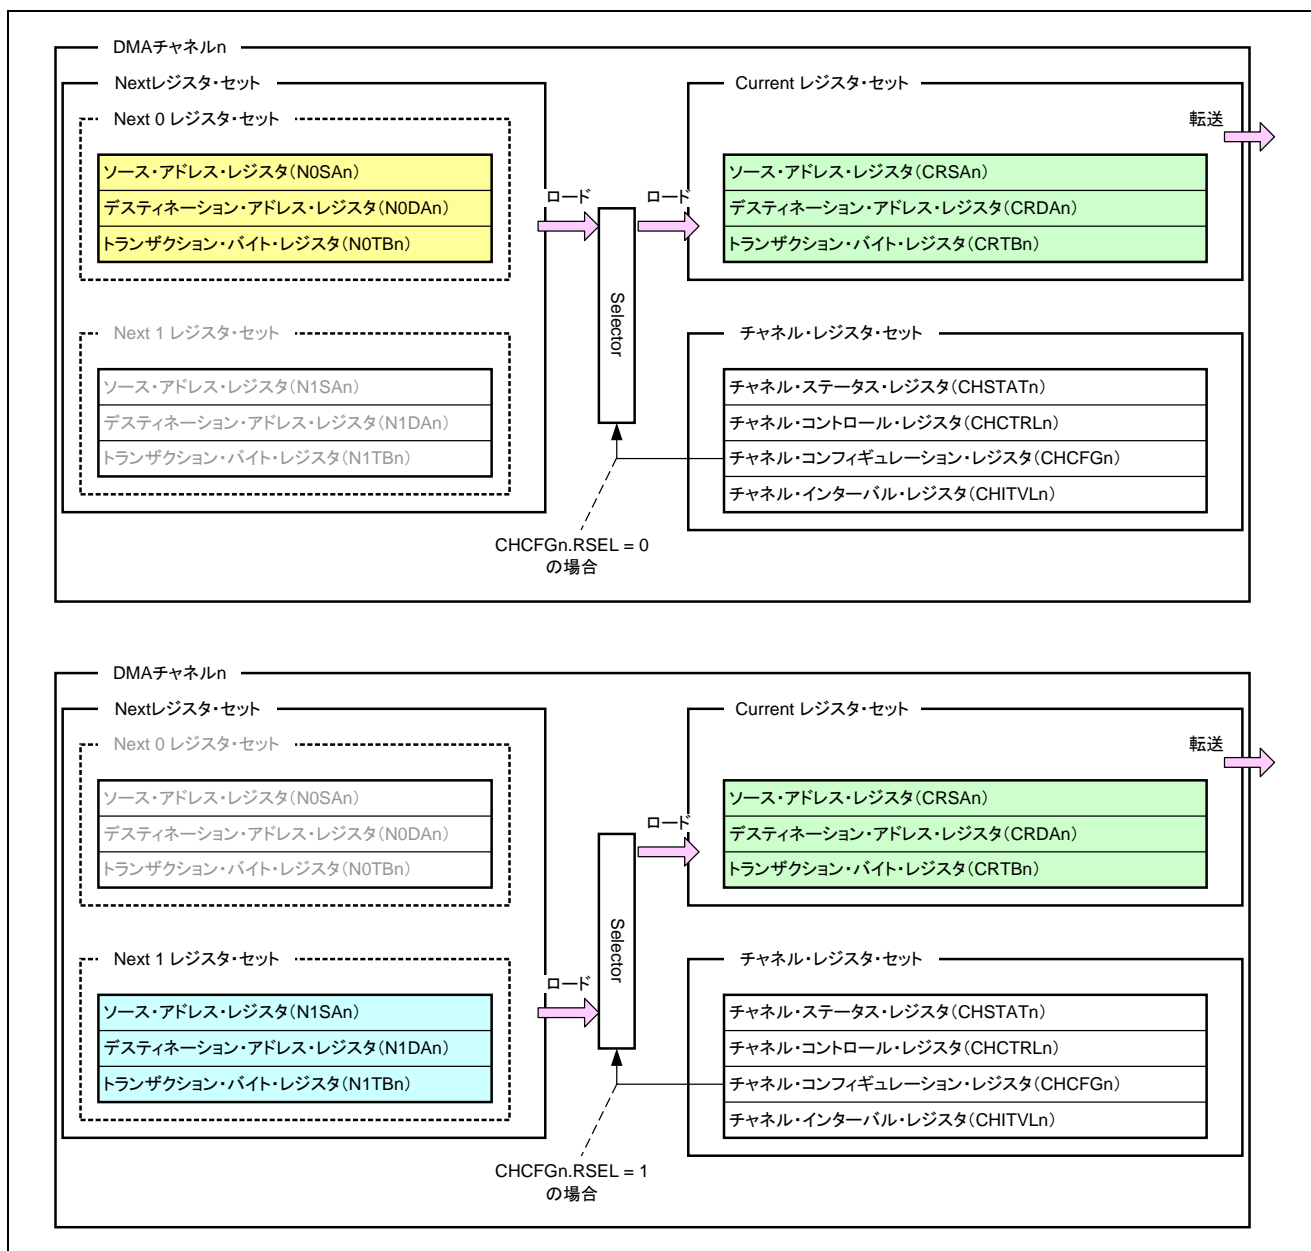 DMAチャネルn
Nextレジスタ・セット
Next 0 レジスタ・セット
ソース・アドレス・レジスタ(N0SAn)
デスティネーション・アドレス・レジスタ(N0DAn)
トランザクション・バイト・レジスタ(N0TBn)
Next 1 レジスタ・セット
ソース・アドレス・レジスタ(N1SAn)
デスティネーション・アドレス・レジスタ(N1DAn)
トランザクション・バイト・レジスタ(N1TBn)
ロード
Selector
ロード
CHCFGn.RSEL = 0
の場合
Current レジスタ・セット
転送
ソース・アドレス・レジスタ(CRSAn)
デスティネーション・アドレス・レジスタ(CRDAn)
トランザクション・バイト・レジスタ(CRTBn)
チャネル・レジスタ・セット
チャネル・ステータス・レジスタ(CHSTATn)
チャネル・コントロール・レジスタ(CHCTRLn)
チャネル・コンフィギュレーション・レジスタ(CHCFGn)
チャネル・インターバル・レジスタ(CHITVLn)
DMAチャネルn
Nextレジスタ・セット
Next 0 レジスタ・セット
ソース・アドレス・レジスタ(N0SAn)
デスティネーション・アドレス・レジスタ(N0DAn)
トランザクション・バイト・レジスタ(N0TBn)
Next 1 レジスタ・セット
ソース・アドレス・レジスタ(N1SAn)
デスティネーション・アドレス・レジスタ(N1DAn)
トランザクション・バイト・レジスタ(N1TBn)
ロード
Selector
ロード
CHCFGn.RSEL = 1
の場合
Current レジスタ・セット
転送
ソース・アドレス・レジスタ(CRSAn)
デスティネーション・アドレス・レジスタ(CRDAn)
トランザクション・バイト・レジスタ(CRTBn)
チャネル・レジスタ・セット
チャネル・ステータス・レジスタ(CHSTATn)
チャネル・コントロール・レジスタ(CHCTRLn)
チャネル・コンフィギュレーション・レジスタ(CHCFGn)
チャネル・インターバル・レジスタ(CHITVLn)